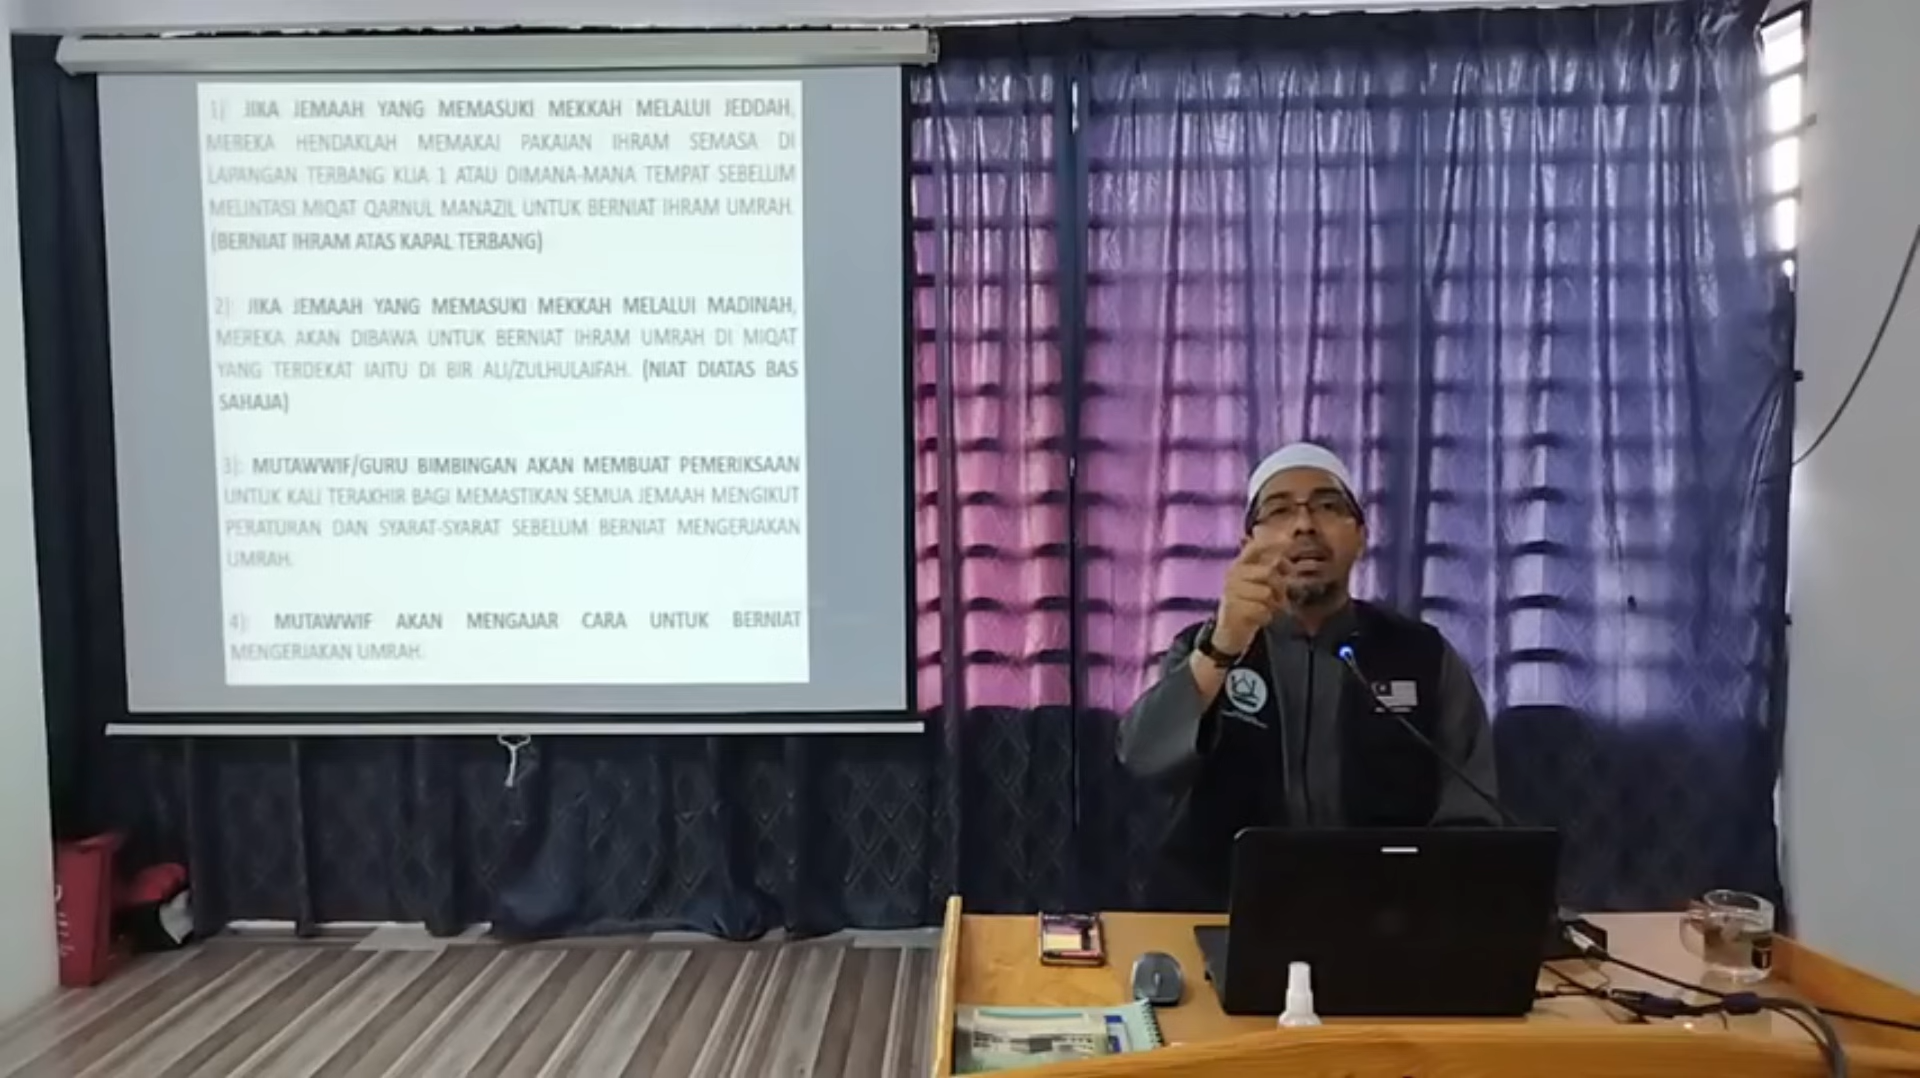 1) JIKA JEMAAH YANG MEMASUKI MEKKAH MELALUI JEDDAH,
MEREKA HENDAKLAH MEMAKAI PAKAIAN IHRAM SEMASA DI
LAPANGAN TERBANG KLIA 1 ATAU DIMANA-MANA TEMPAT SEBELUM
MELINTASI MIQAT QARNUL MANAZIL UNTUK BERNIAT IHRAM UMRAH.
(BERNIAT IHRAM ATAS KAPAL TERBANG)
2) JIKA JEMAAH YANG MEMASUKI MEKKAH MELALUI MADINAH,
MEREKA AKAN DIBAWA UNTUK BERNIAT IHRAM UMRAH DI MIQAT
YANG TERDEKAT IAITU DI BIR ALI/ZULHULAIFAH. (NIAT DIATAS BAS
SAHAJA)
3) MUTAWWIF/GURU BIMBINGAN AKAN MEMBUAT PEMERIKSAAN
UNTUK KALI TERAKHIR BAGI MEMASTIKAN SEMUA JEMAAH MENGIKUT
PERATURAN DAN SYARAT-SYARAT SEBELUM BERNIAT MENGERJAKAN
UMRAH.
4) MUTAWWIF AKAN MENGAJAR CARA UNTUK BERNIAT
MENGERJAKAN UMRAH.